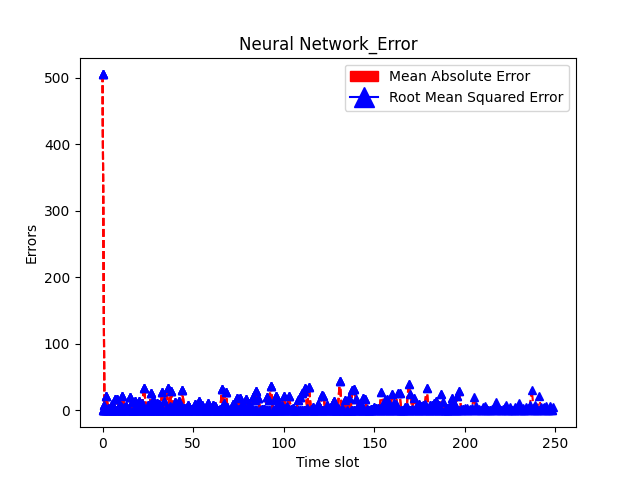 Neural Network_Error
Mean Absolute Error
Root Mean Squared Error
Errors
500
400
300
200
100
0
0 50 100 150 200 250
Time slot